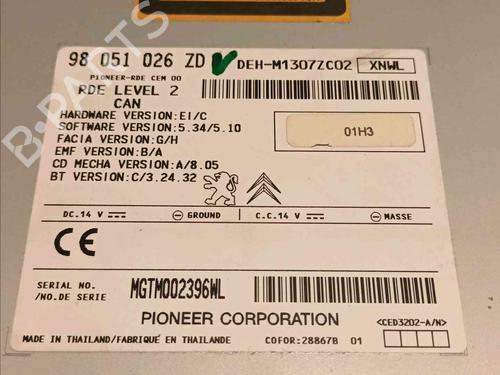 98 051 026 ZD
DEH-M1307ZC02
XNWL
PIONEER-RDE CEM 00
RDE LEVEL 2
CAN
HARDWARE VERSION:EI/C
SOFTWARE VERSION:5.34/5.10
FACIA VERSION:G/H
EMF VERSION:B/A
CD MECHA VERSION:A/8.05
BT VERSION:C/3.24.32
01H3
DC.14 V
GROUND
C.C.14 V
MASSE
CE
SERIAL NO.
/NO.DE SERIE
MGTM002396WL
PIONEER CORPORATION
<CED3202-A/N>
MADE IN THAILAND/FABRIQUÉ EN THAILANDE
COFOR:28867B 01
B-PARTS